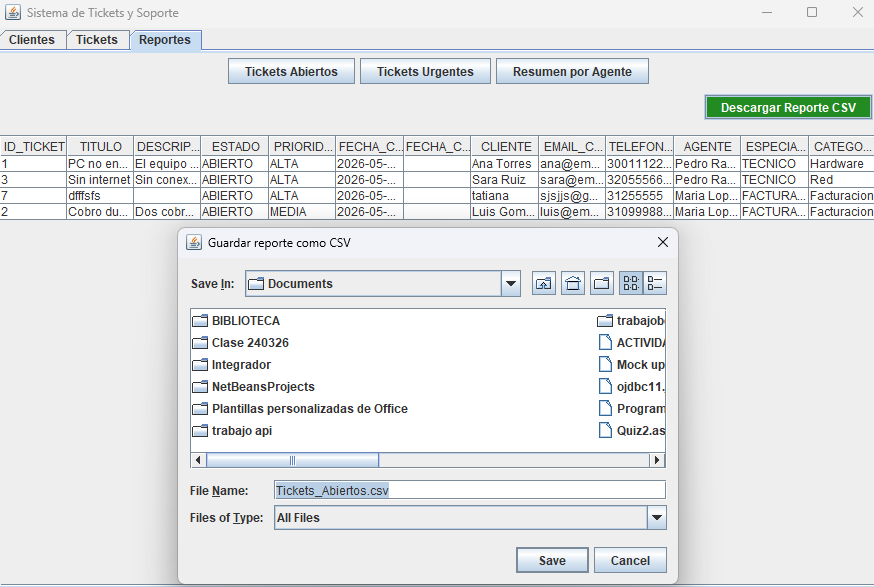 Sistema de Tickets y Soporte
Clientes Tickets Reportes
Tickets Abiertos Tickets Urgentes Resumen por Agente
Descargar Reporte CSV
ID_TICKET TITULO DESCRIP... ESTADO PRIORID... FECHA_C... FECHA_C... CLIENTE EMAIL_C... TELEFON... AGENTE ESPECIA... CATEGO...
1 PC no en... El equipo ... ABIERTO ALTA 2026-05-... Ana Torres ana@em... 30011122... Pedro Ra... TECNICO Hardware
3 Sin internet Sin conex... ABIERTO ALTA 2026-05-... Sara Ruiz sara@em... 32055566... Pedro Ra... TECNICO Red
7 dfffsfs ABIERTO ALTA 2026-05-... tatiana sjsjjs@g... 31255555 Maria Lop... FACTURA... Facturacion
2 Cobro du... Dos cobr... ABIERTO MEDIA 2026-05-... Luis Gom... luis@em... 31099988... Maria Lop... FACTURA... Facturacion
Guardar reporte como CSV
Save In: Documents
BIBLIOTECA trabajob
Clase 240326 ACTIVIDA
Integrador Mock up
NetBeansProjects ojdbc11.
Plantillas personalizadas de Office Program
trabajo api Quiz2.as
File Name: Tickets_Abiertos.csv
Files of Type: All Files
Save Cancel